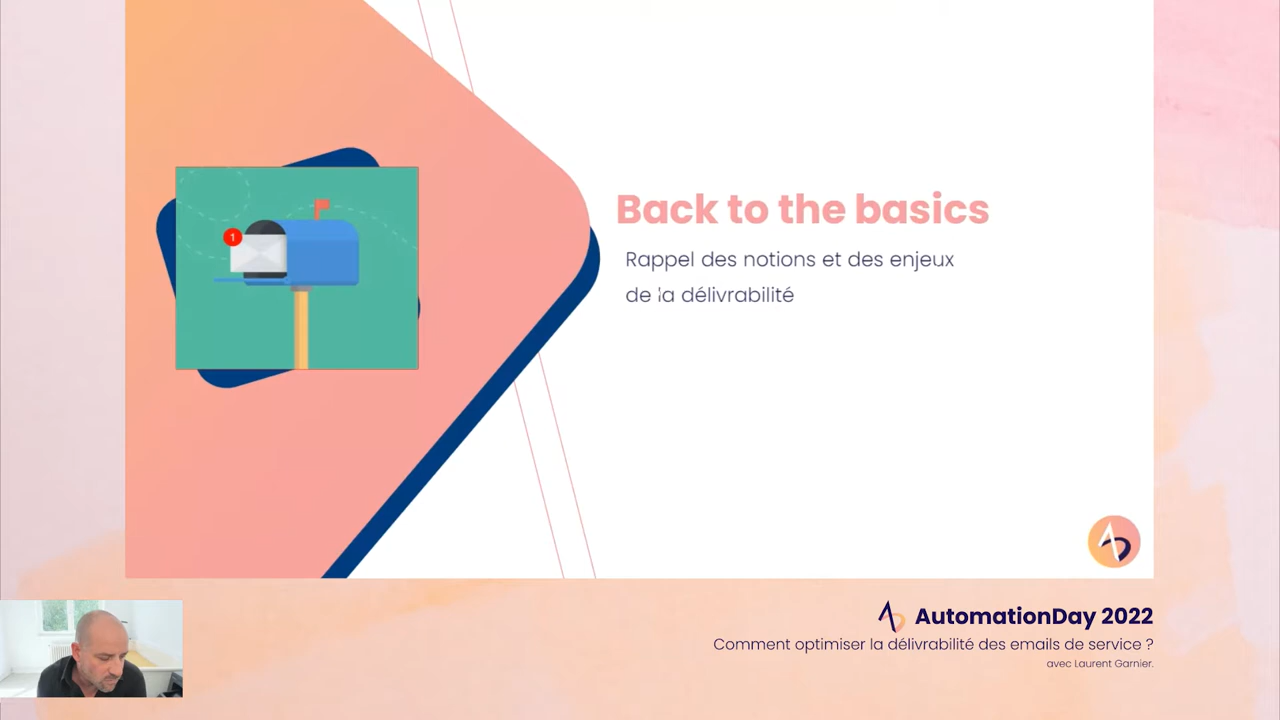 1
Back to the basics
Rappel des notions et des enjeux
de la délivrabilité
AutomationDay 2022
Comment optimiser la délivrabilité des emails de service ?
avec Laurent Garnier.